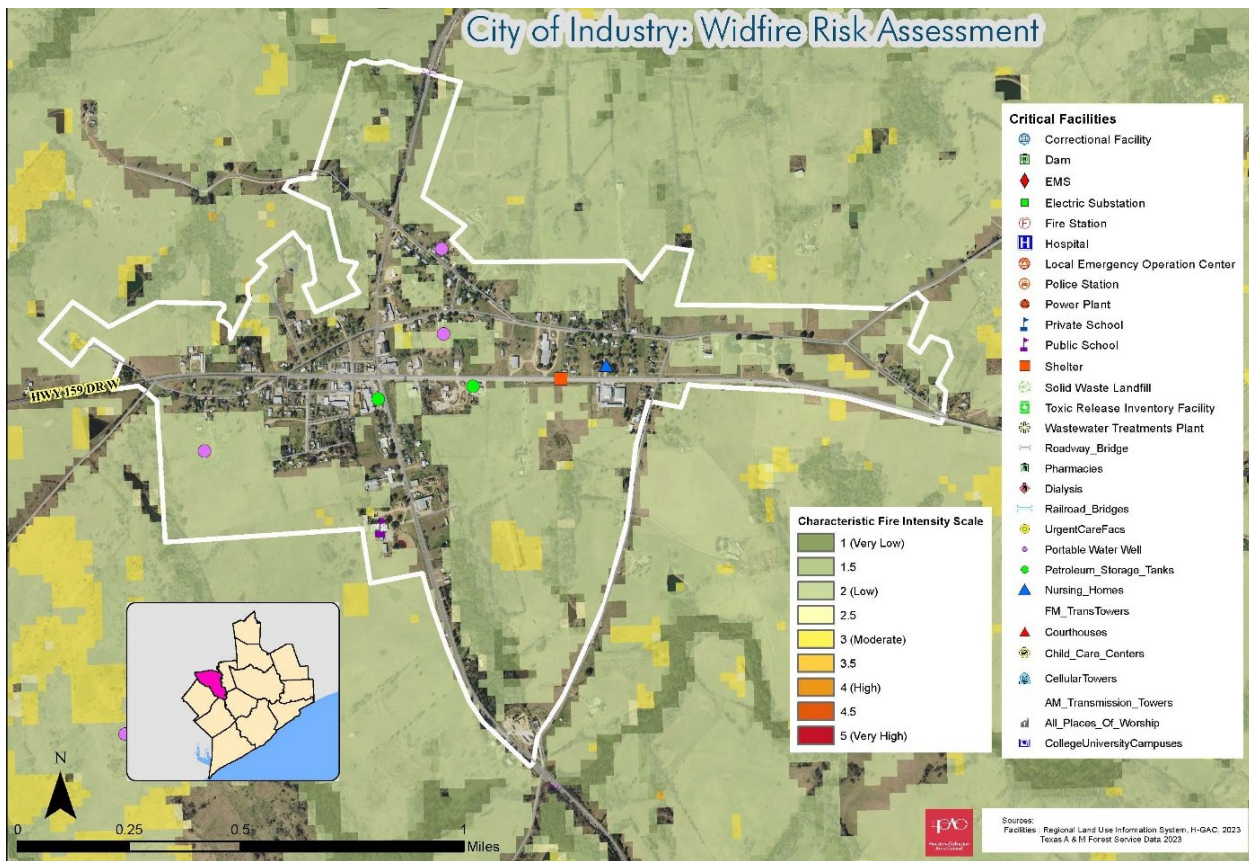 City of Industry: Widfire Risk Assessment
Critical Facilities
Correctional Facility
Dam
EMS
Electric Substation
Fire Station
Hospital
Local Emergency Operation Center
Police Station
Power Plant
Private School
Public School
Shelter
Solid Waste Landfill
Toxic Release Inventory Facility
Wastewater Treatments Plant
Roadway_Bridge
Pharmacies
Dialysis
Railroad_Bridges
UrgentCareFacs
Portable Water Well
Petroleum_Storage_Tanks
Nursing_Homes
FM_TransTowers
Courthouses
Child_Care_Centers
CellularTowers
AM_Transmission_Towers
All_Places_Of_Worship
CollegeUniversityCampuses
HWY 159 DR W
Characteristic Fire Intensity Scale
1 (Very Low)
1.5
2 (Low)
2.5
3 (Moderate)
3.5
4 (High)
4.5
5 (Very High)
N
0 0.25 0.5 1
Miles
H-GAC
Houston-Galveston
Area Council
Sources:
Facilities : Regional Land Use Information System, H-GAC, 2023
Texas A & M Forest Service Data 2023